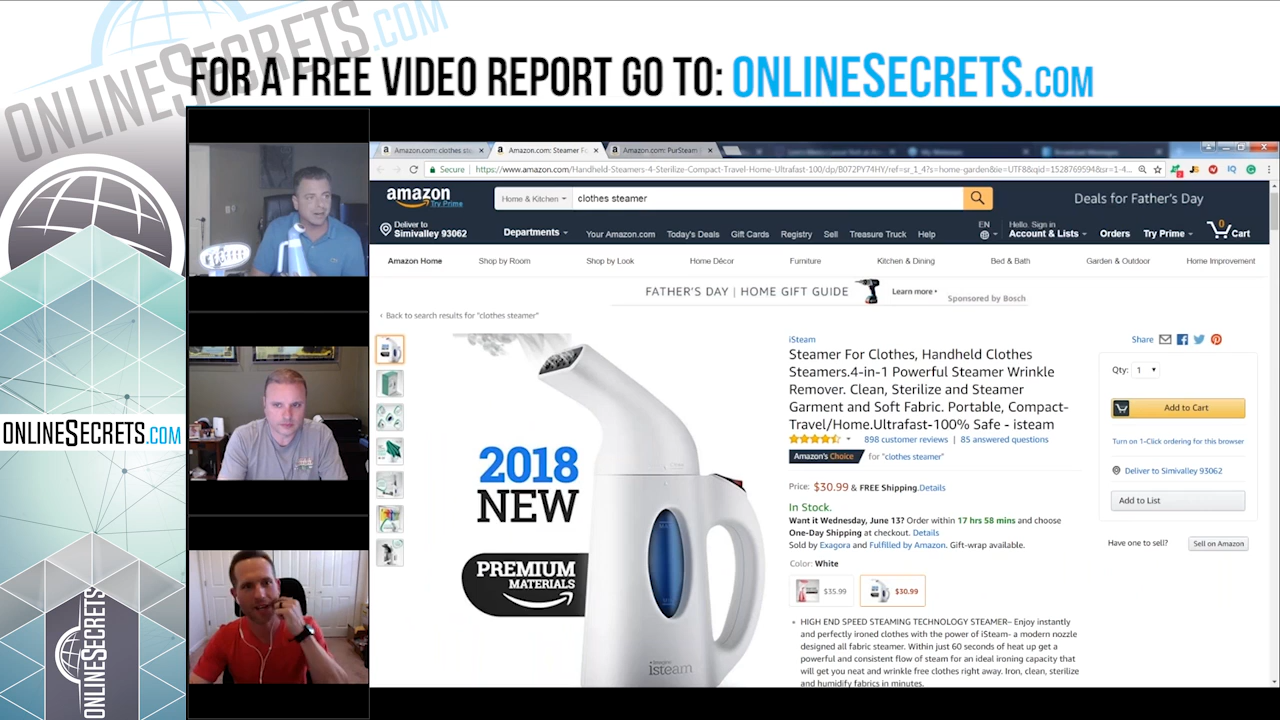 ONLINESECRETS.COM
FOR A FREE VIDEO REPORT GO TO: ONLINESECRETS.COM
Amazon.com: clothes ste
Amazon.com: Steamer Fo
Amazon.com: PurSteam
Secure
https://www.amazon.com/Handheld-Steamers-4-Sterilize-Compact-Travel-Home-Ultrafast-100/dp/B072PY74HY/ref=sr_1_4?s=home-garden&ie=UTF8&qid=1528769594&sr=1-4...
amazon
Try Prime
Home & Kitchen
clothes steamer
Deals for Father's Day
Deliver to
Simivalley 93062
Departments
Your Amazon.com
Today's Deals
Gift Cards
Registry
Sell
Treasure Truck
Help
EN
Hello. Sign in
Account & Lists
Orders
Try Prime
0
Cart
Amazon Home
Shop by Room
Shop by Look
Home Décor
Furniture
Kitchen & Dining
Bed & Bath
Garden & Outdoor
Home Improvement
FATHER'S DAY | HOME GIFT GUIDE
Learn more
Sponsored by Bosch
‹ Back to search results for "clothes steamer"
2018
NEW
PREMIUM
MATERIALS
isteam
iSteam
Steamer For Clothes, Handheld Clothes
Steamers.4-in-1 Powerful Steamer Wrinkle
Remover. Clean, Sterilize and Steamer
Garment and Soft Fabric. Portable, Compact-
Travel/Home.Ultrafast-100% Safe - isteam
898 customer reviews | 85 answered questions
Amazon's Choice for "clothes steamer"
Price: $30.99 & FREE Shipping.Details
In Stock.
Want it Wednesday, June 13? Order within 17 hrs 58 mins and choose
One-Day Shipping at checkout. Details
Sold by Exagora and Fulfilled by Amazon. Gift-wrap available.
Color: White
$35.99
$30.99
• HIGH END SPEED STEAMING TECHNOLOGY STEAMER– Enjoy instantly
and perfectly ironed clothes with the power of iSteam- a modern nozzle
designed all fabric steamer. Within just 60 seconds of heat up get a
powerful and consistent flow of steam for an ideal ironing capacity that
will get you neat and wrinkle free clothes right away. Iron, clean, sterilize
and humidify fabrics in minutes.
Share
Qty: 1
Add to Cart
Turn on 1-Click ordering for this browser
Deliver to Simivalley 93062
Add to List
Have one to sell?
Sell on Amazon
ONLINESECRETS.COM
ONLINESECRETS.COM